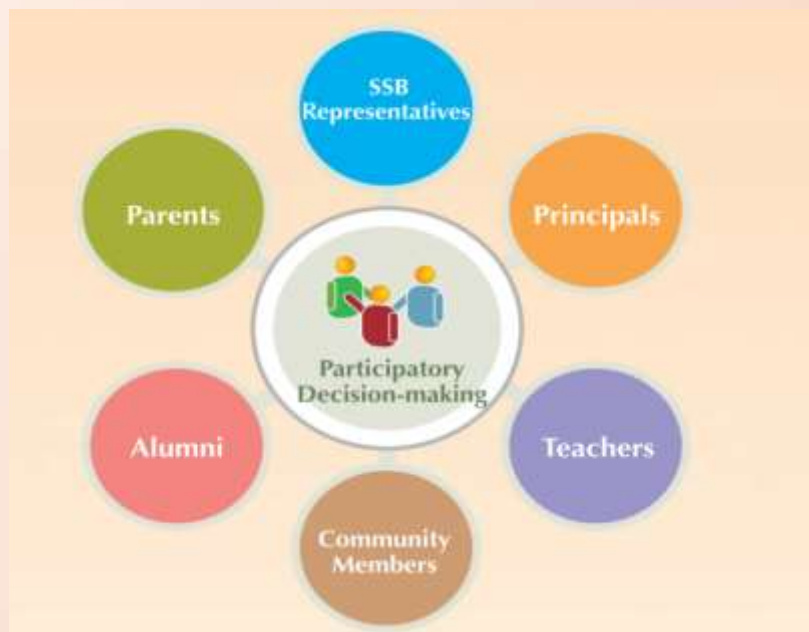 SSB
Representatives
Parents
Principals
Participatory
Decision-making
Alumni
Teachers
Community
Members